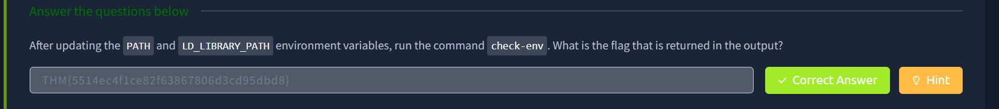 Answer the questions below
After updating the PATH and LD_LIBRARY_PATH environment variables, run the command check-env. What is the flag that is returned in the output?
THM{5514ec4f1ce82f63867806d3cd95dbd8}
Correct Answer
Hint